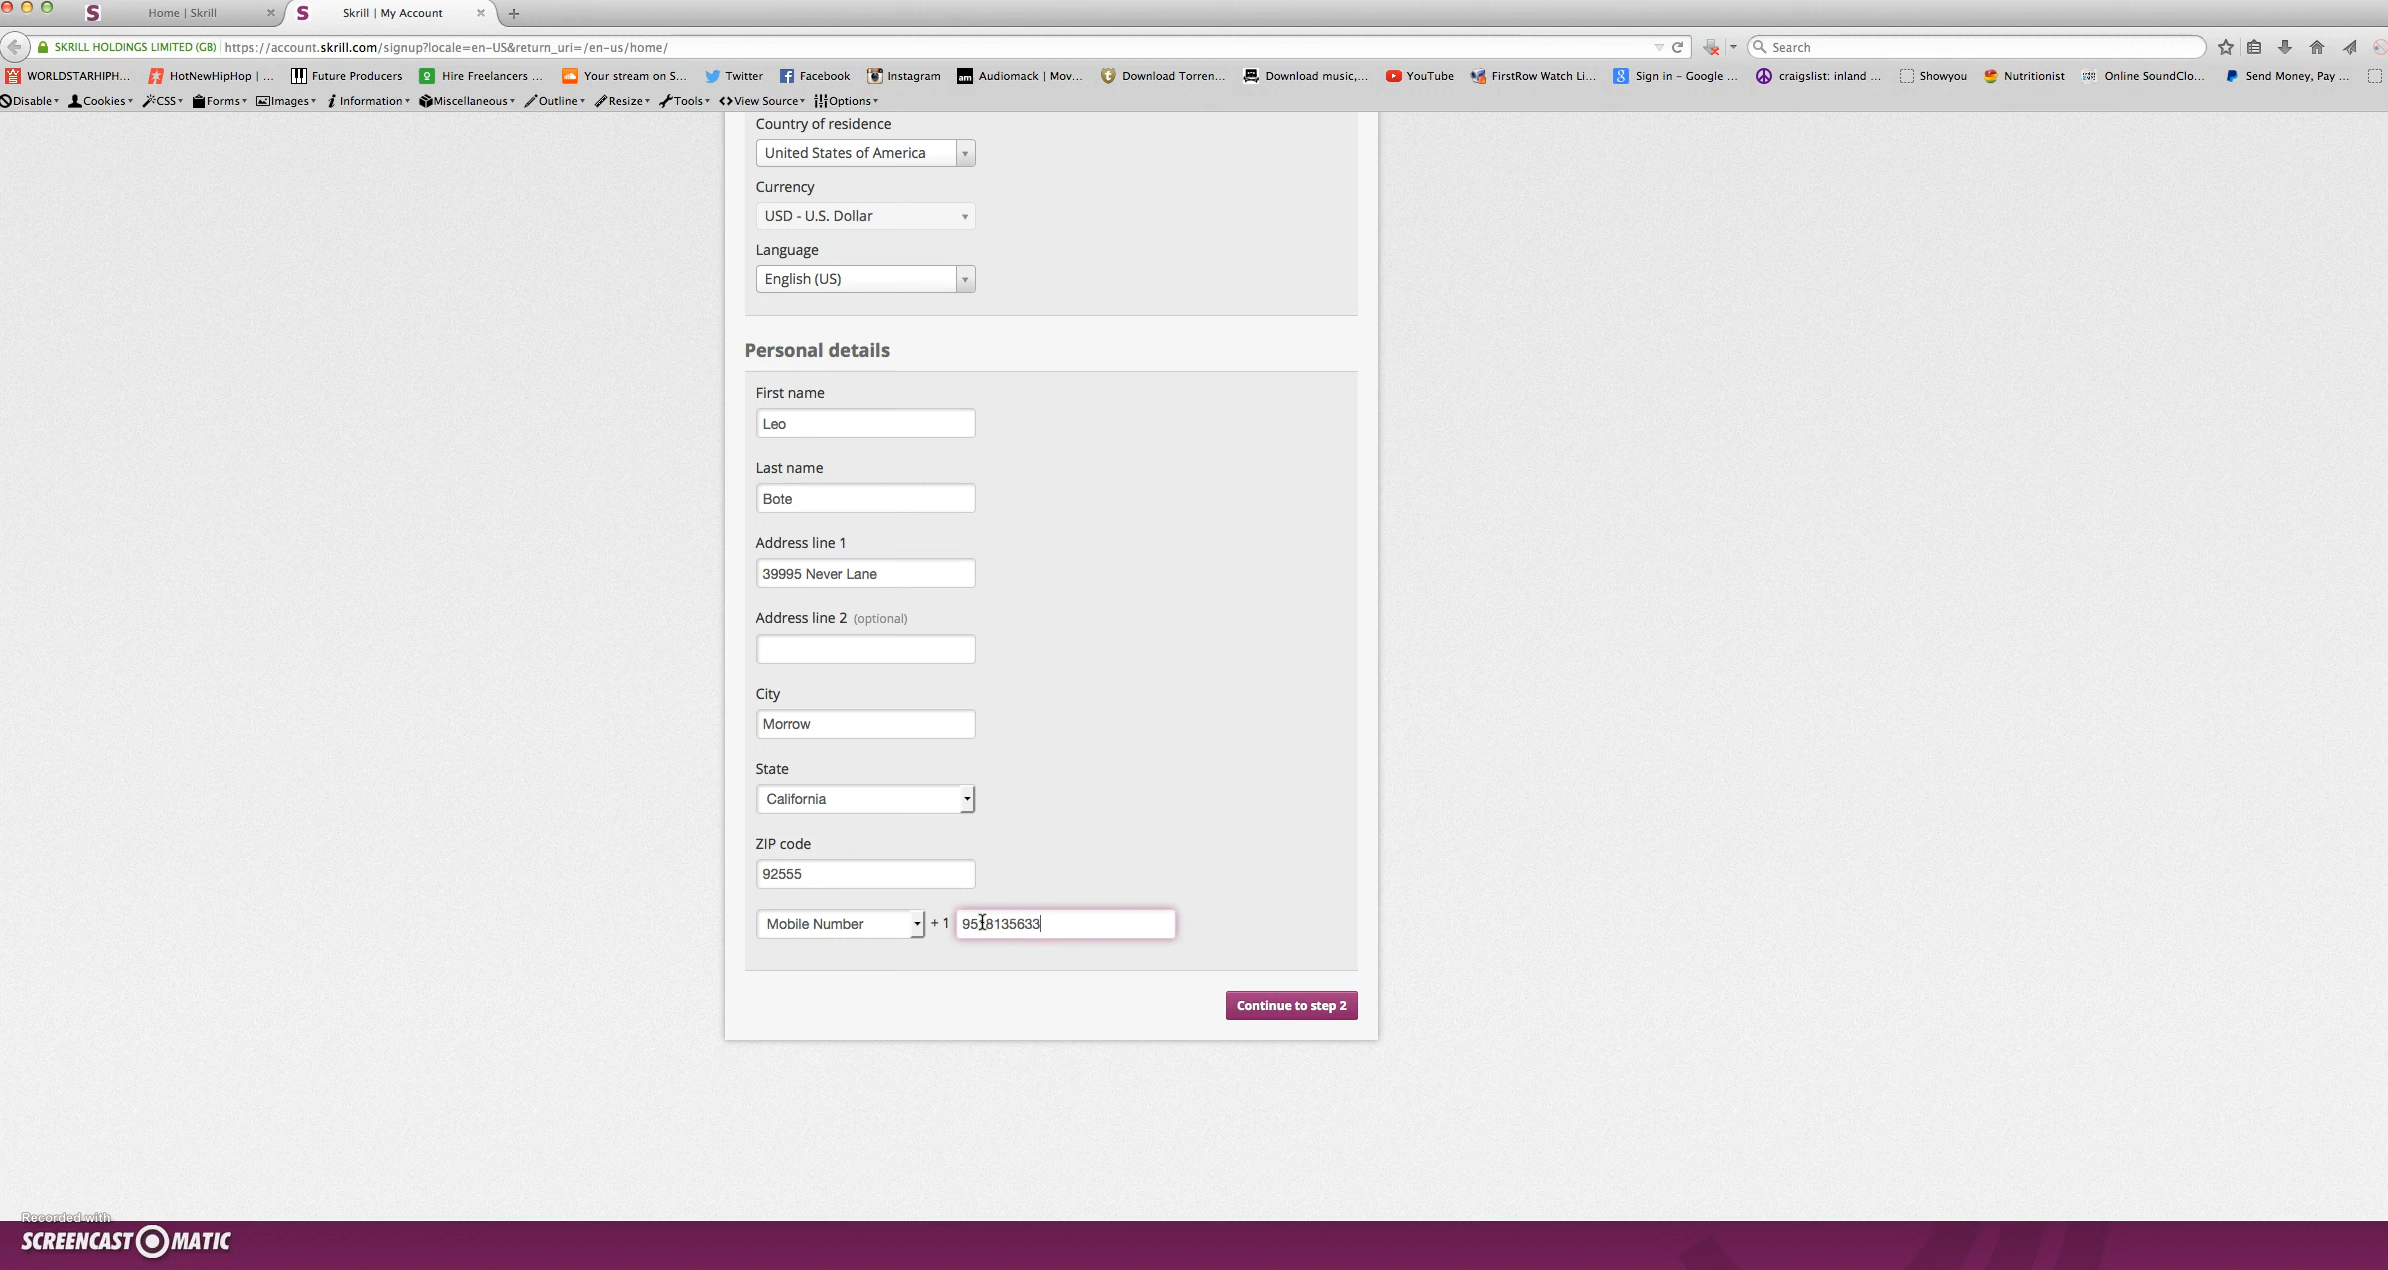 Home | Skrill
Skrill | My Account
SKRILL HOLDINGS LIMITED (GB) https://account.skrill.com/signup?locale=en-US&return_uri=/en-us/home/
Search
WORLDSTARHIPH... HotNewHipHop | ... Future Producers Hire Freelancers ... Your stream on S... Twitter Facebook Instagram Audiomack | Mov... Download Torren... Download music,... YouTube FirstRow Watch Li... Sign in - Google ... craigslist: inland ... Showyou Nutritionist Online SoundClo... Send Money, Pay ...
Disable Cookies CSS Forms Images Information Miscellaneous Outline Resize Tools View Source Options
Country of residence
United States of America
Currency
USD - U.S. Dollar
Language
English (US)
Personal details
First name
Leo
Last name
Bote
Address line 1
39995 Never Lane
Address line 2 (optional)
City
Morrow
State
California
ZIP code
92555
Mobile Number + 1
Continue to step 2
Recorded with
SCREENCAST-O-MATIC